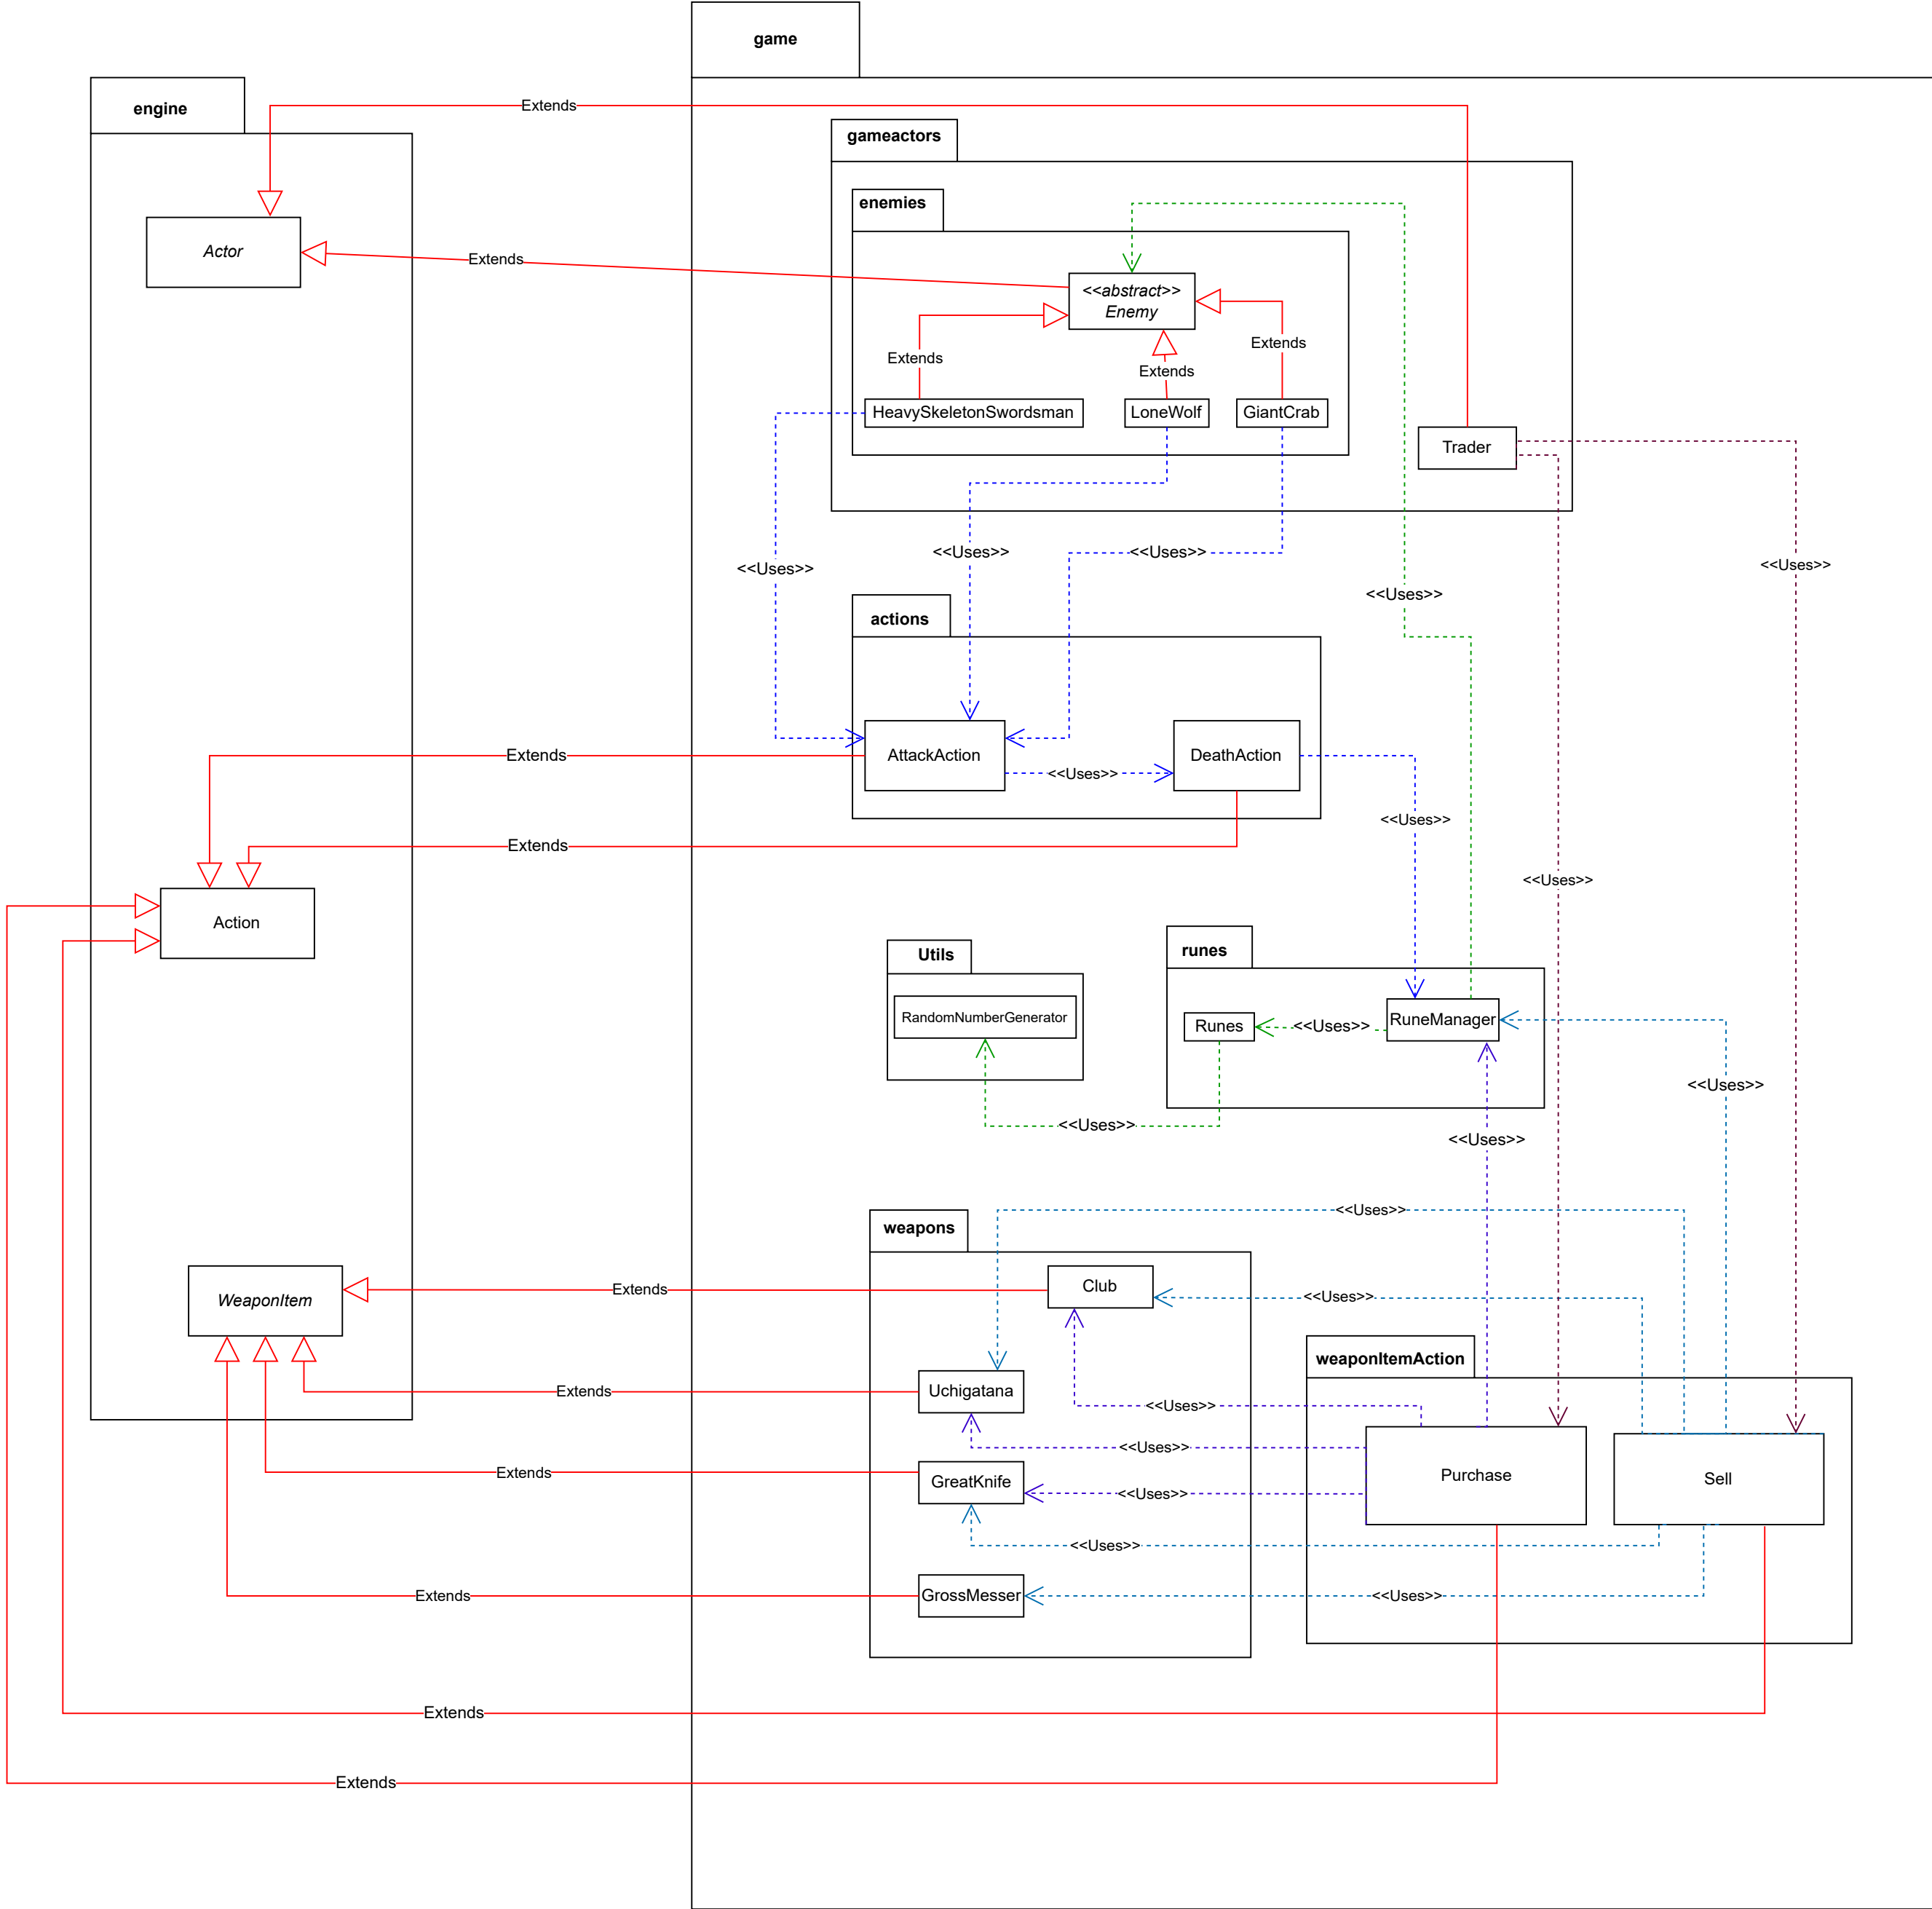 game
engine
Extends
gameactors
enemies
Actor
Extends
<<abstract>>
Enemy
Extends
Extends
Extends
HeavySkeletonSwordsman
LoneWolf
GiantCrab
Trader
<<Uses>>
<<Uses>>
<<Uses>>
<<Uses>>
<<Uses>>
actions
Extends
AttackAction
<<Uses>>
DeathAction
<<Uses>>
Extends
<<Uses>>
Action
Utils
runes
RandomNumberGenerator
Runes
<<Uses>>
RuneManager
<<Uses>>
<<Uses>>
<<Uses>>
weapons
<<Uses>>
WeaponItem
Extends
Club
<<Uses>>
weaponItemAction
Extends
Uchigatana
<<Uses>>
<<Uses>>
Extends
GreatKnife
<<Uses>>
Purchase
Sell
<<Uses>>
Extends
GrossMesser
<<Uses>>
Extends
Extends